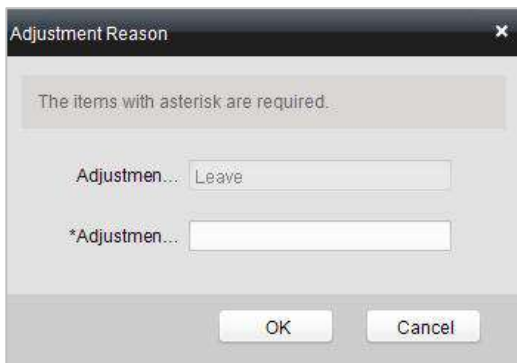 Adjustment Reason
The items with asterisk are required.
Adjustmen... Leave
*Adjustmen...
OK Cancel